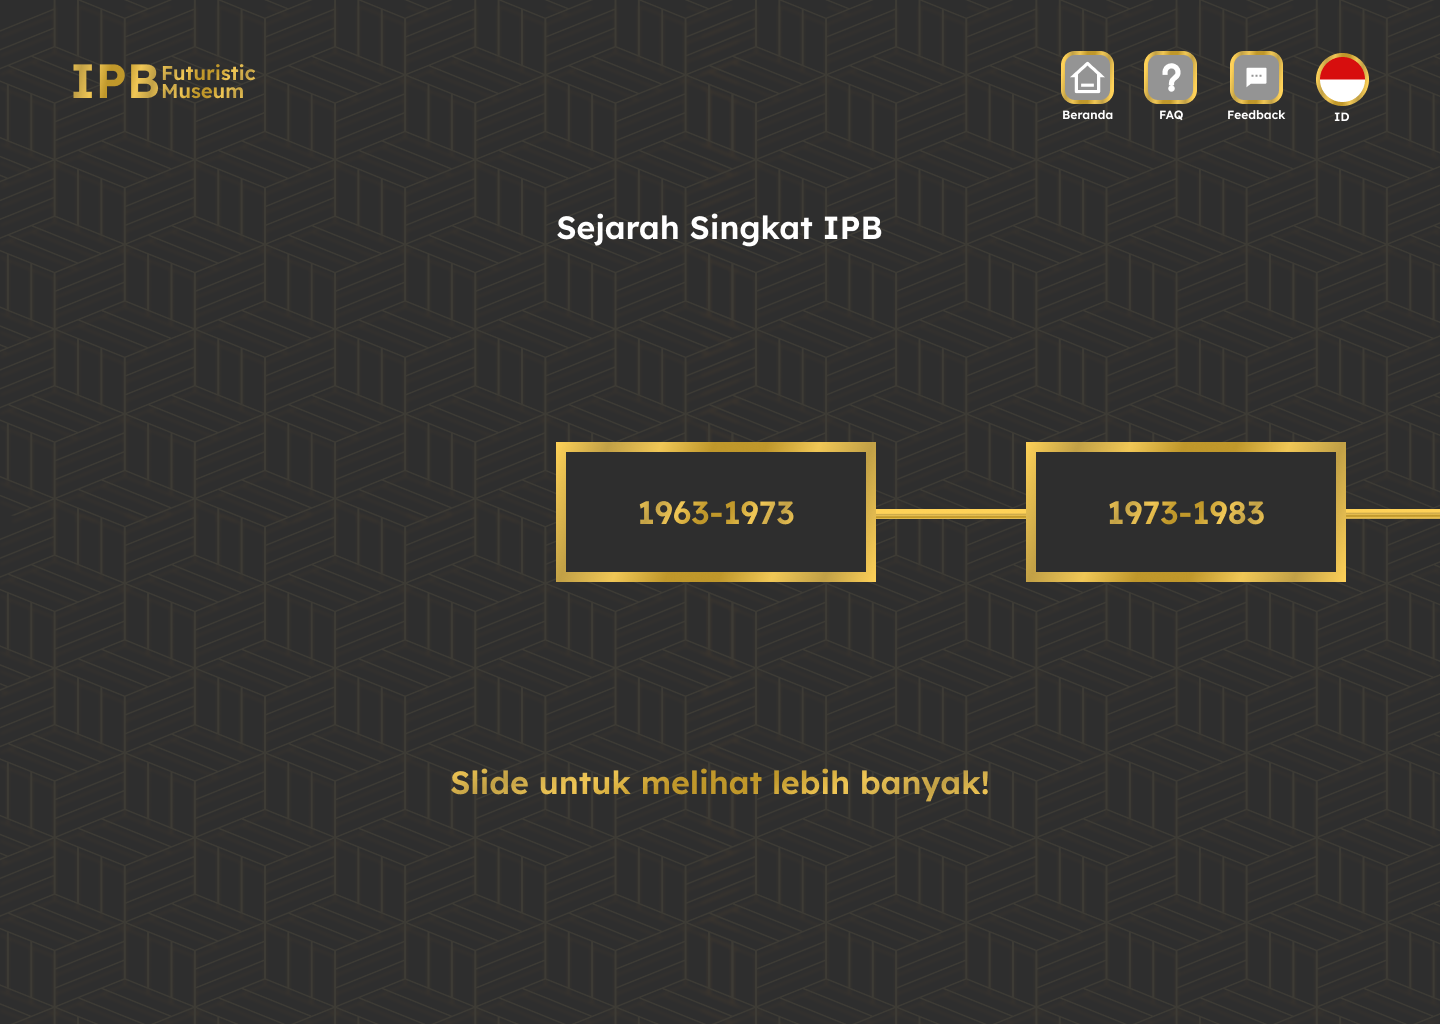 IPB Futuristic
Museum
Beranda
FAQ
Feedback
ID
Sejarah Singkat IPB
1963-1973
1973-1983
Slide untuk melihat lebih banyak!